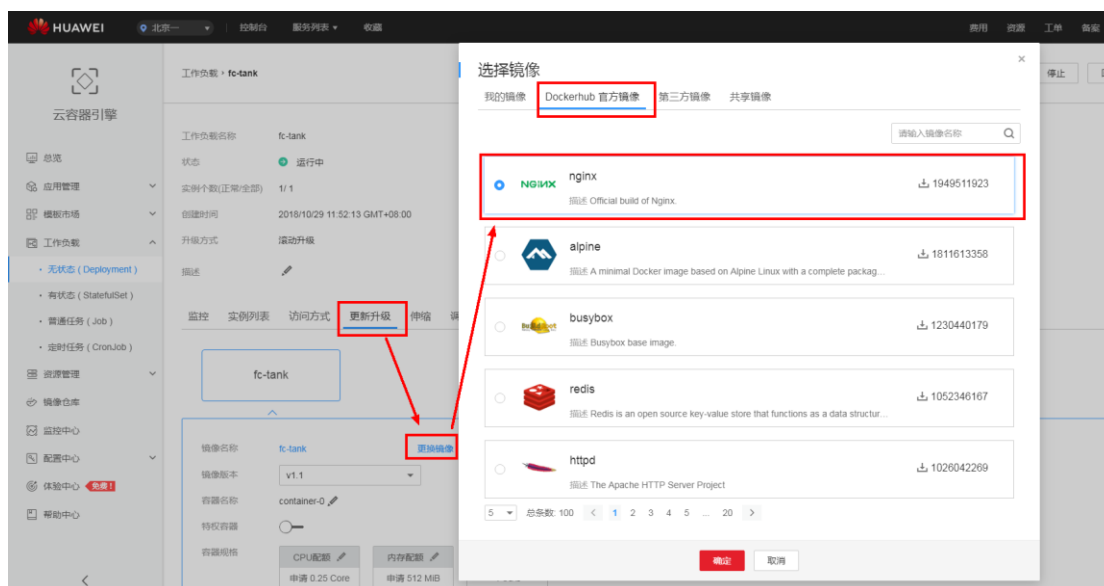 HUAWEI 北京一 控制台 服务列表 收藏 费用 资源 工单 备案
云容器引擎
总览
应用管理
模板市场
工作负载
无状态 ( Deployment )
有状态 ( StatefulSet )
普通任务 ( Job )
定时任务 ( CronJob )
资源管理
镜像仓库
监控中心
配置中心
体验中心 免费!
帮助中心
工作负载 › fc-tank
停止
工作负载名称 fc-tank
状态 运行中
实例个数(正常/全部) 1/ 1
创建时间 2018/10/29 11:52:13 GMT+08:00
升级方式 滚动升级
描述
监控 实例列表 访问方式 更新升级 伸缩
fc-tank
镜像名称 fc-tank 更换镜像
镜像版本 v1.1
容器名称 container-0
特权容器
容器规格 CPU配额 内存配额
申请 0.25 Core 申请 512 MiB
选择镜像
我的镜像 Dockerhub 官方镜像 第三方镜像 共享镜像
请输入镜像名称
NGINX nginx 1949511923
描述 Official build of Nginx.
alpine 1811613358
描述 A minimal Docker image based on Alpine Linux with a complete packag...
busybox 1230440179
描述 Busybox base image.
redis 1052346167
描述 Redis is an open source key-value store that functions as a data structur...
httpd 1026042269
描述 The Apache HTTP Server Project
5 总条数: 100 < 1 2 3 4 5 ... 20 >
确定 取消